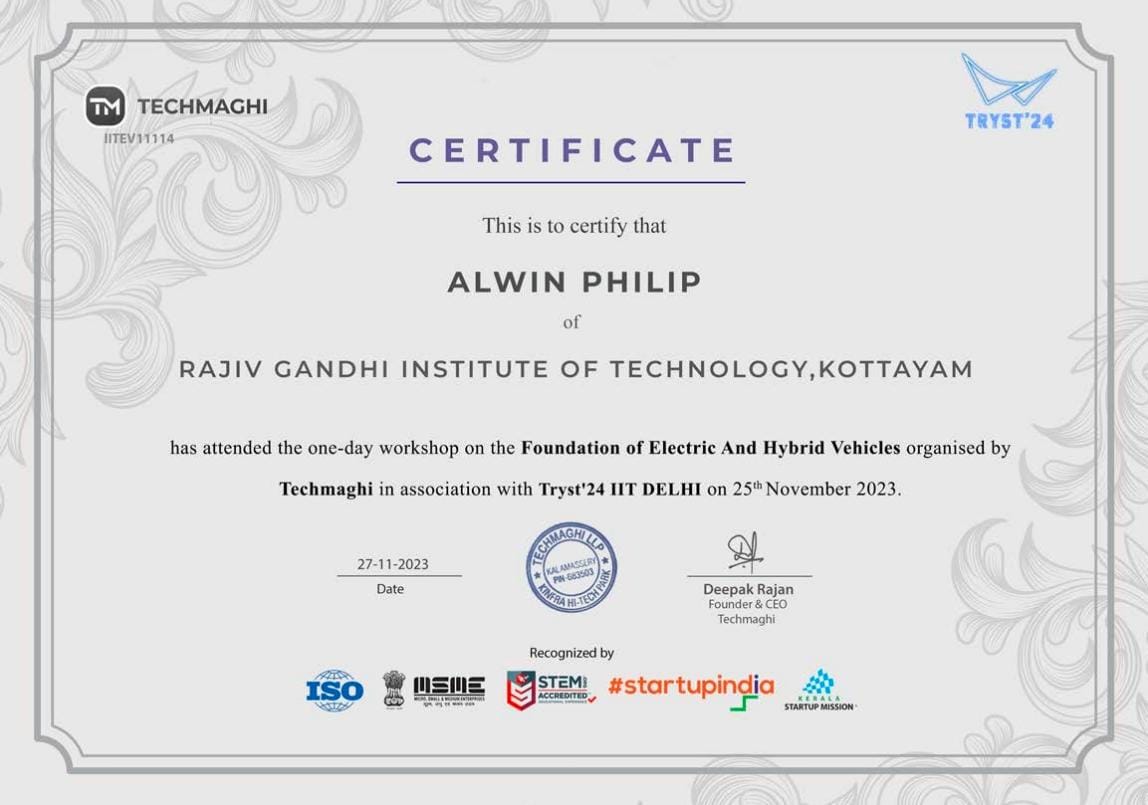 TM TECHMAGHI
IITEV11114
TRYST'24
CERTIFICATE
This is to certify that
ALWIN PHILIP
of
RAJIV GANDHI INSTITUTE OF TECHNOLOGY,KOTTAYAM
has attended the one-day workshop on the Foundation of Electric And Hybrid Vehicles organised by
Techmaghi in association with Tryst'24 IIT DELHI on 25th November 2023.
27-11-2023
Date
TECHMAGHI LLP
KALAMASSERY
PIN-683503
KINFRA HI-TECH PARK
Deepak Rajan
Founder & CEO
Techmaghi
Recognized by
ISO
MSME
MICRO, SMALL & MEDIUM ENTERPRISES
STEM
ACCREDITED
EDUCATIONAL EXPERIENCE
#startupindia
KERALA
STARTUP MISSION